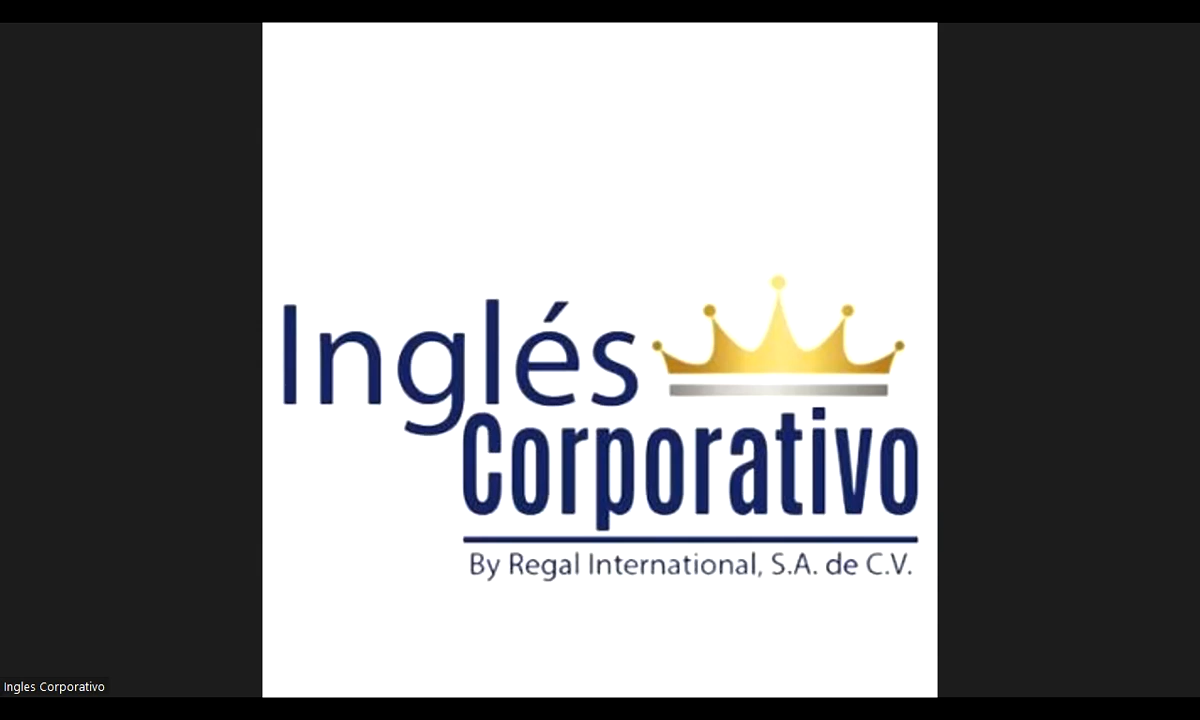 Inglés
Corporativo
By Regal International, S.A. de C.V.
Ingles Corporativo